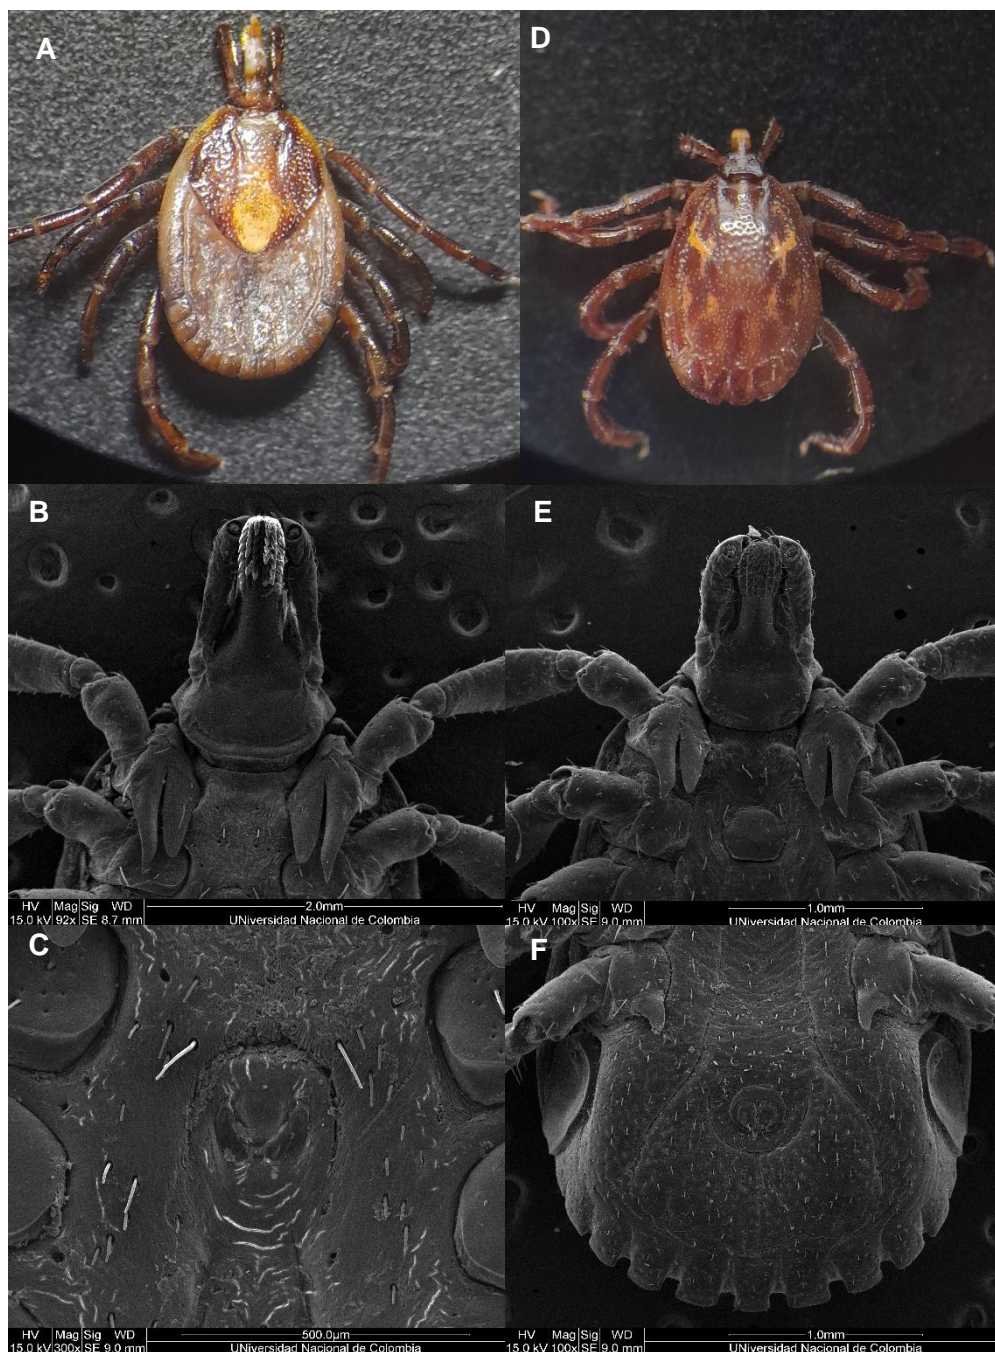 A
D
B
HV Mag Sig WD 2.0mm
15.0 kV 92x SE 8.7 mm UNiversidad Nacional de Colombia
E
HV Mag Sig WD 1.0mm
15.0 kV 100x SE 9.0 mm UNiversidad Nacional de Colombia
C
HV Mag Sig WD 500.0µm
15.0 kV 300x SE 9.0 mm UNiversidad Nacional de Colombia
F
HV Mag Sig WD 1.0mm
15.0 kV 100x SE 9.0 mm UNiversidad Nacional de Colombia